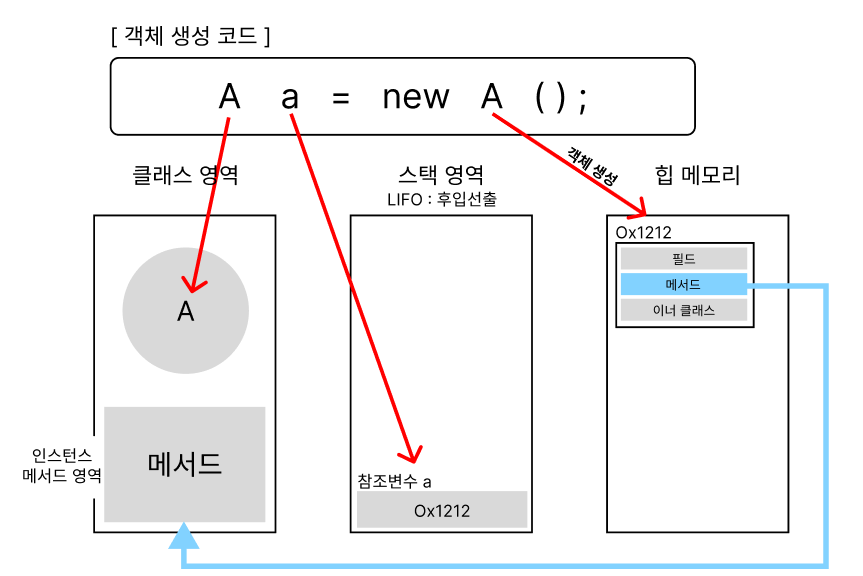 [ 객체 생성 코드 ]
A a = new A ( ) ;
클래스 영역
스택 영역
LIFO : 후입선출
객체 생성
힙 메모리
Ox1212
필드
메서드
이너 클래스
A
인스턴스
메서드 영역
메서드
참조변수 a
Ox1212